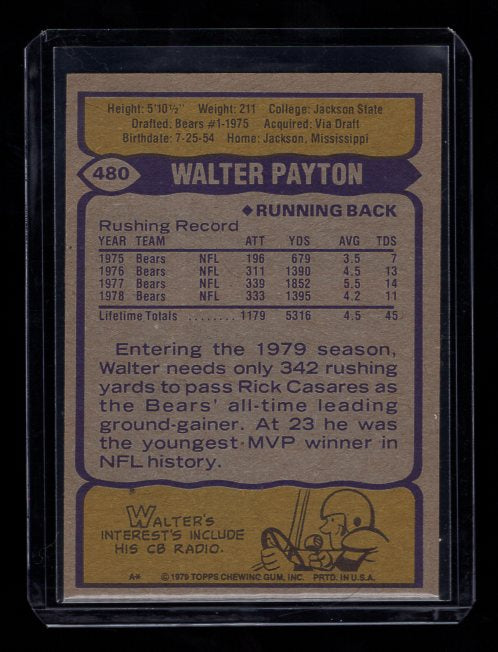 Height: 5'10½" Weight: 211 College: Jackson State
Drafted: Bears #1-1975 Acquired: Via Draft
Birthdate: 7-25-54 Home: Jackson, Mississippi
480 WALTER PAYTON
◆RUNNING BACK
Rushing Record
YEAR TEAM ATT YDS AVG TDS
1975 Bears NFL 196 679 3.5 7
1976 Bears NFL 311 1390 4.5 13
1977 Bears NFL 339 1852 5.5 14
1978 Bears NFL 333 1395 4.2 11
Lifetime Totals ........ 1179 5316 4.5 45
Entering the 1979 season,
Walter needs only 342 rushing
yards to pass Rick Casares as
the Bears' all-time leading
ground-gainer. At 23 he was
the youngest MVP winner in
NFL history.
WALTER'S
INTEREST'S INCLUDE
HIS CB RADIO.
A* © 1979 TOPPS CHEWING GUM, INC. PRTD. IN U.S.A.